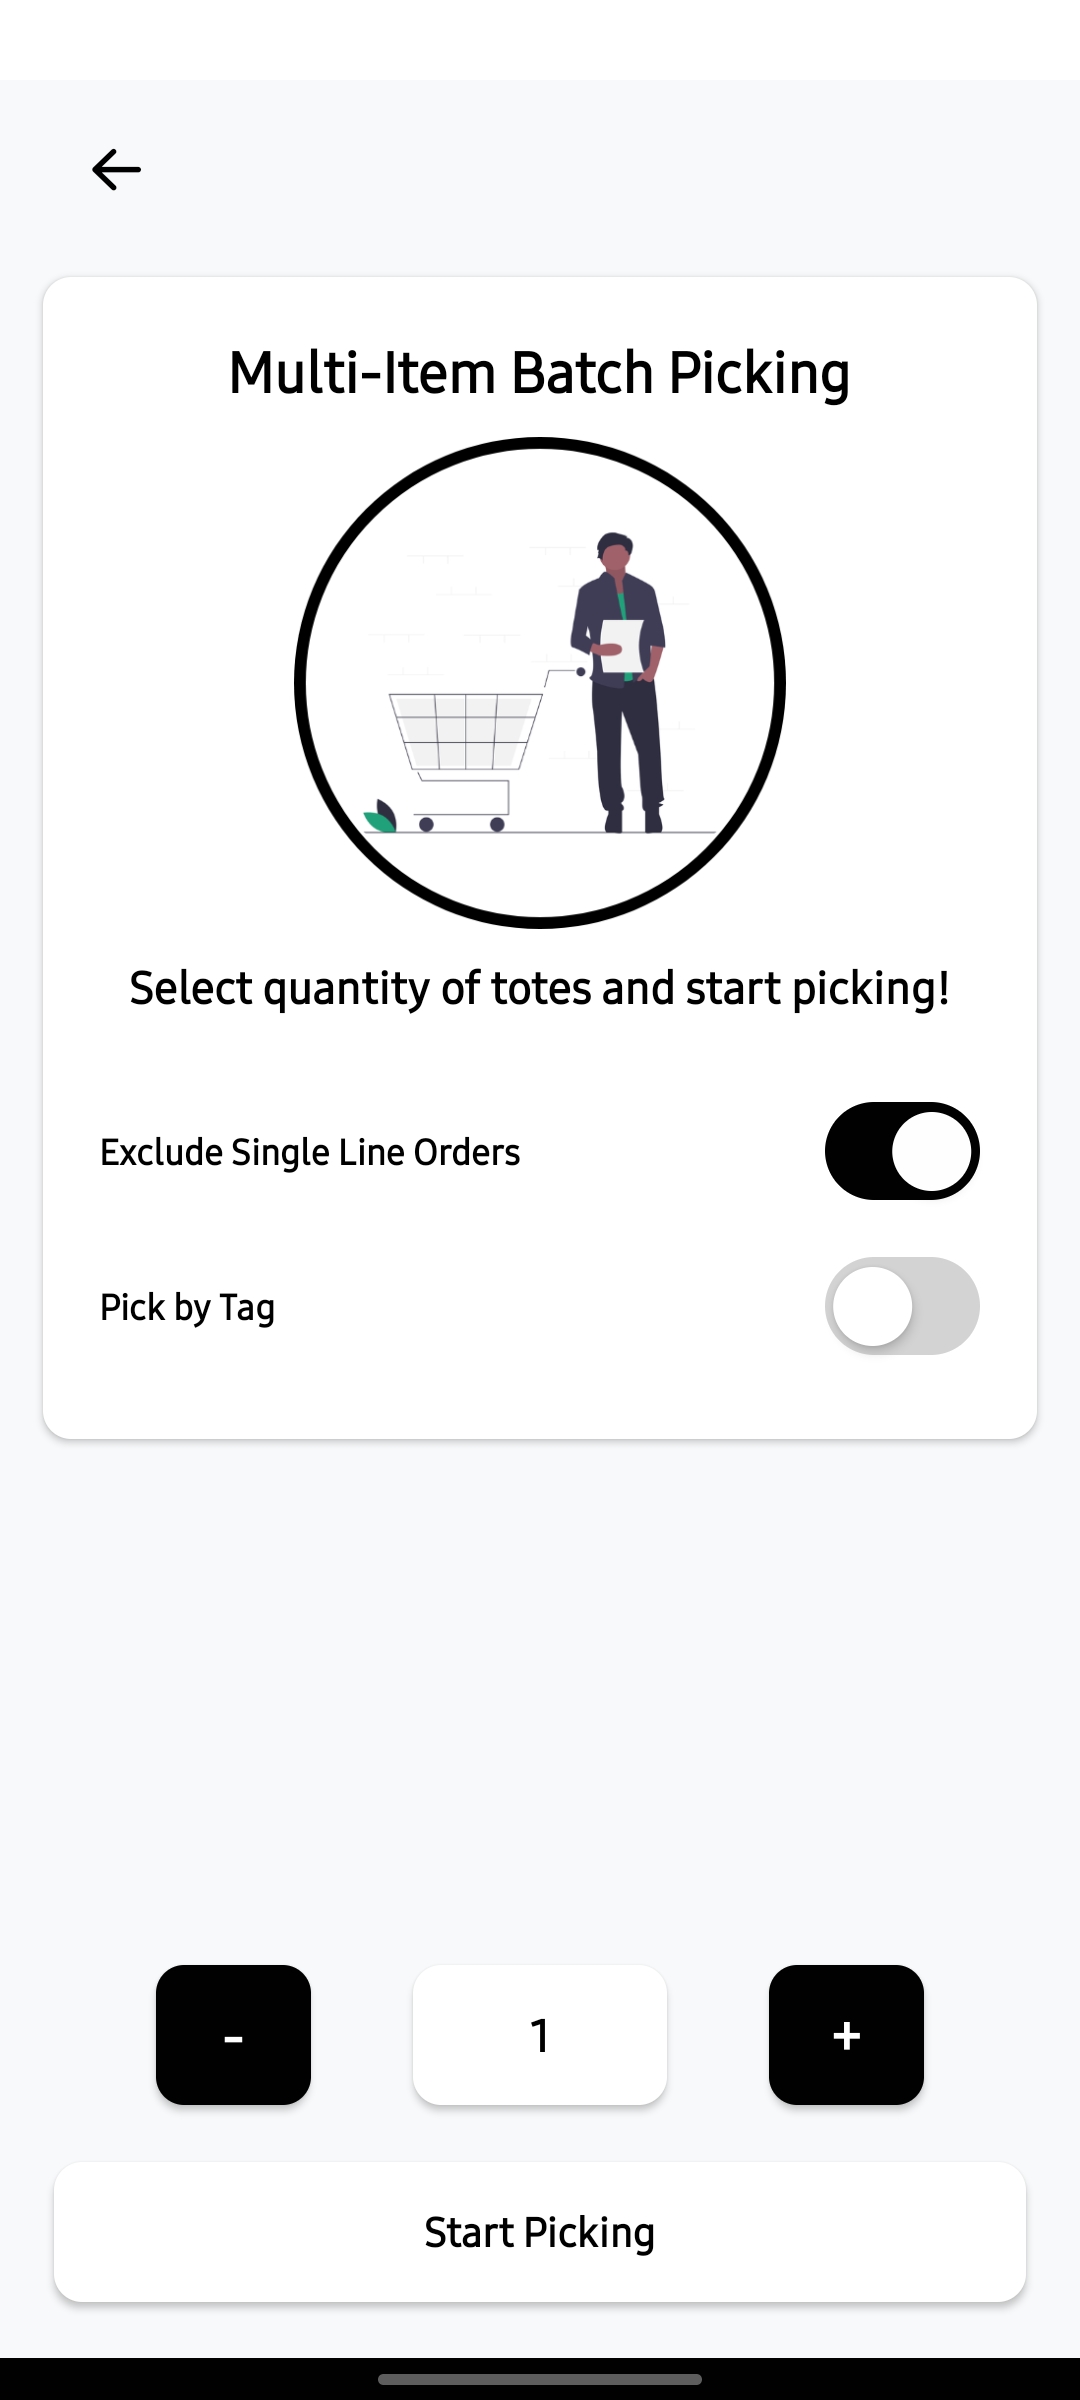 Multi-Item Batch Picking
Select quantity of totes and start picking!
Exclude Single Line Orders
Pick by Tag
- 1 +
Start Picking